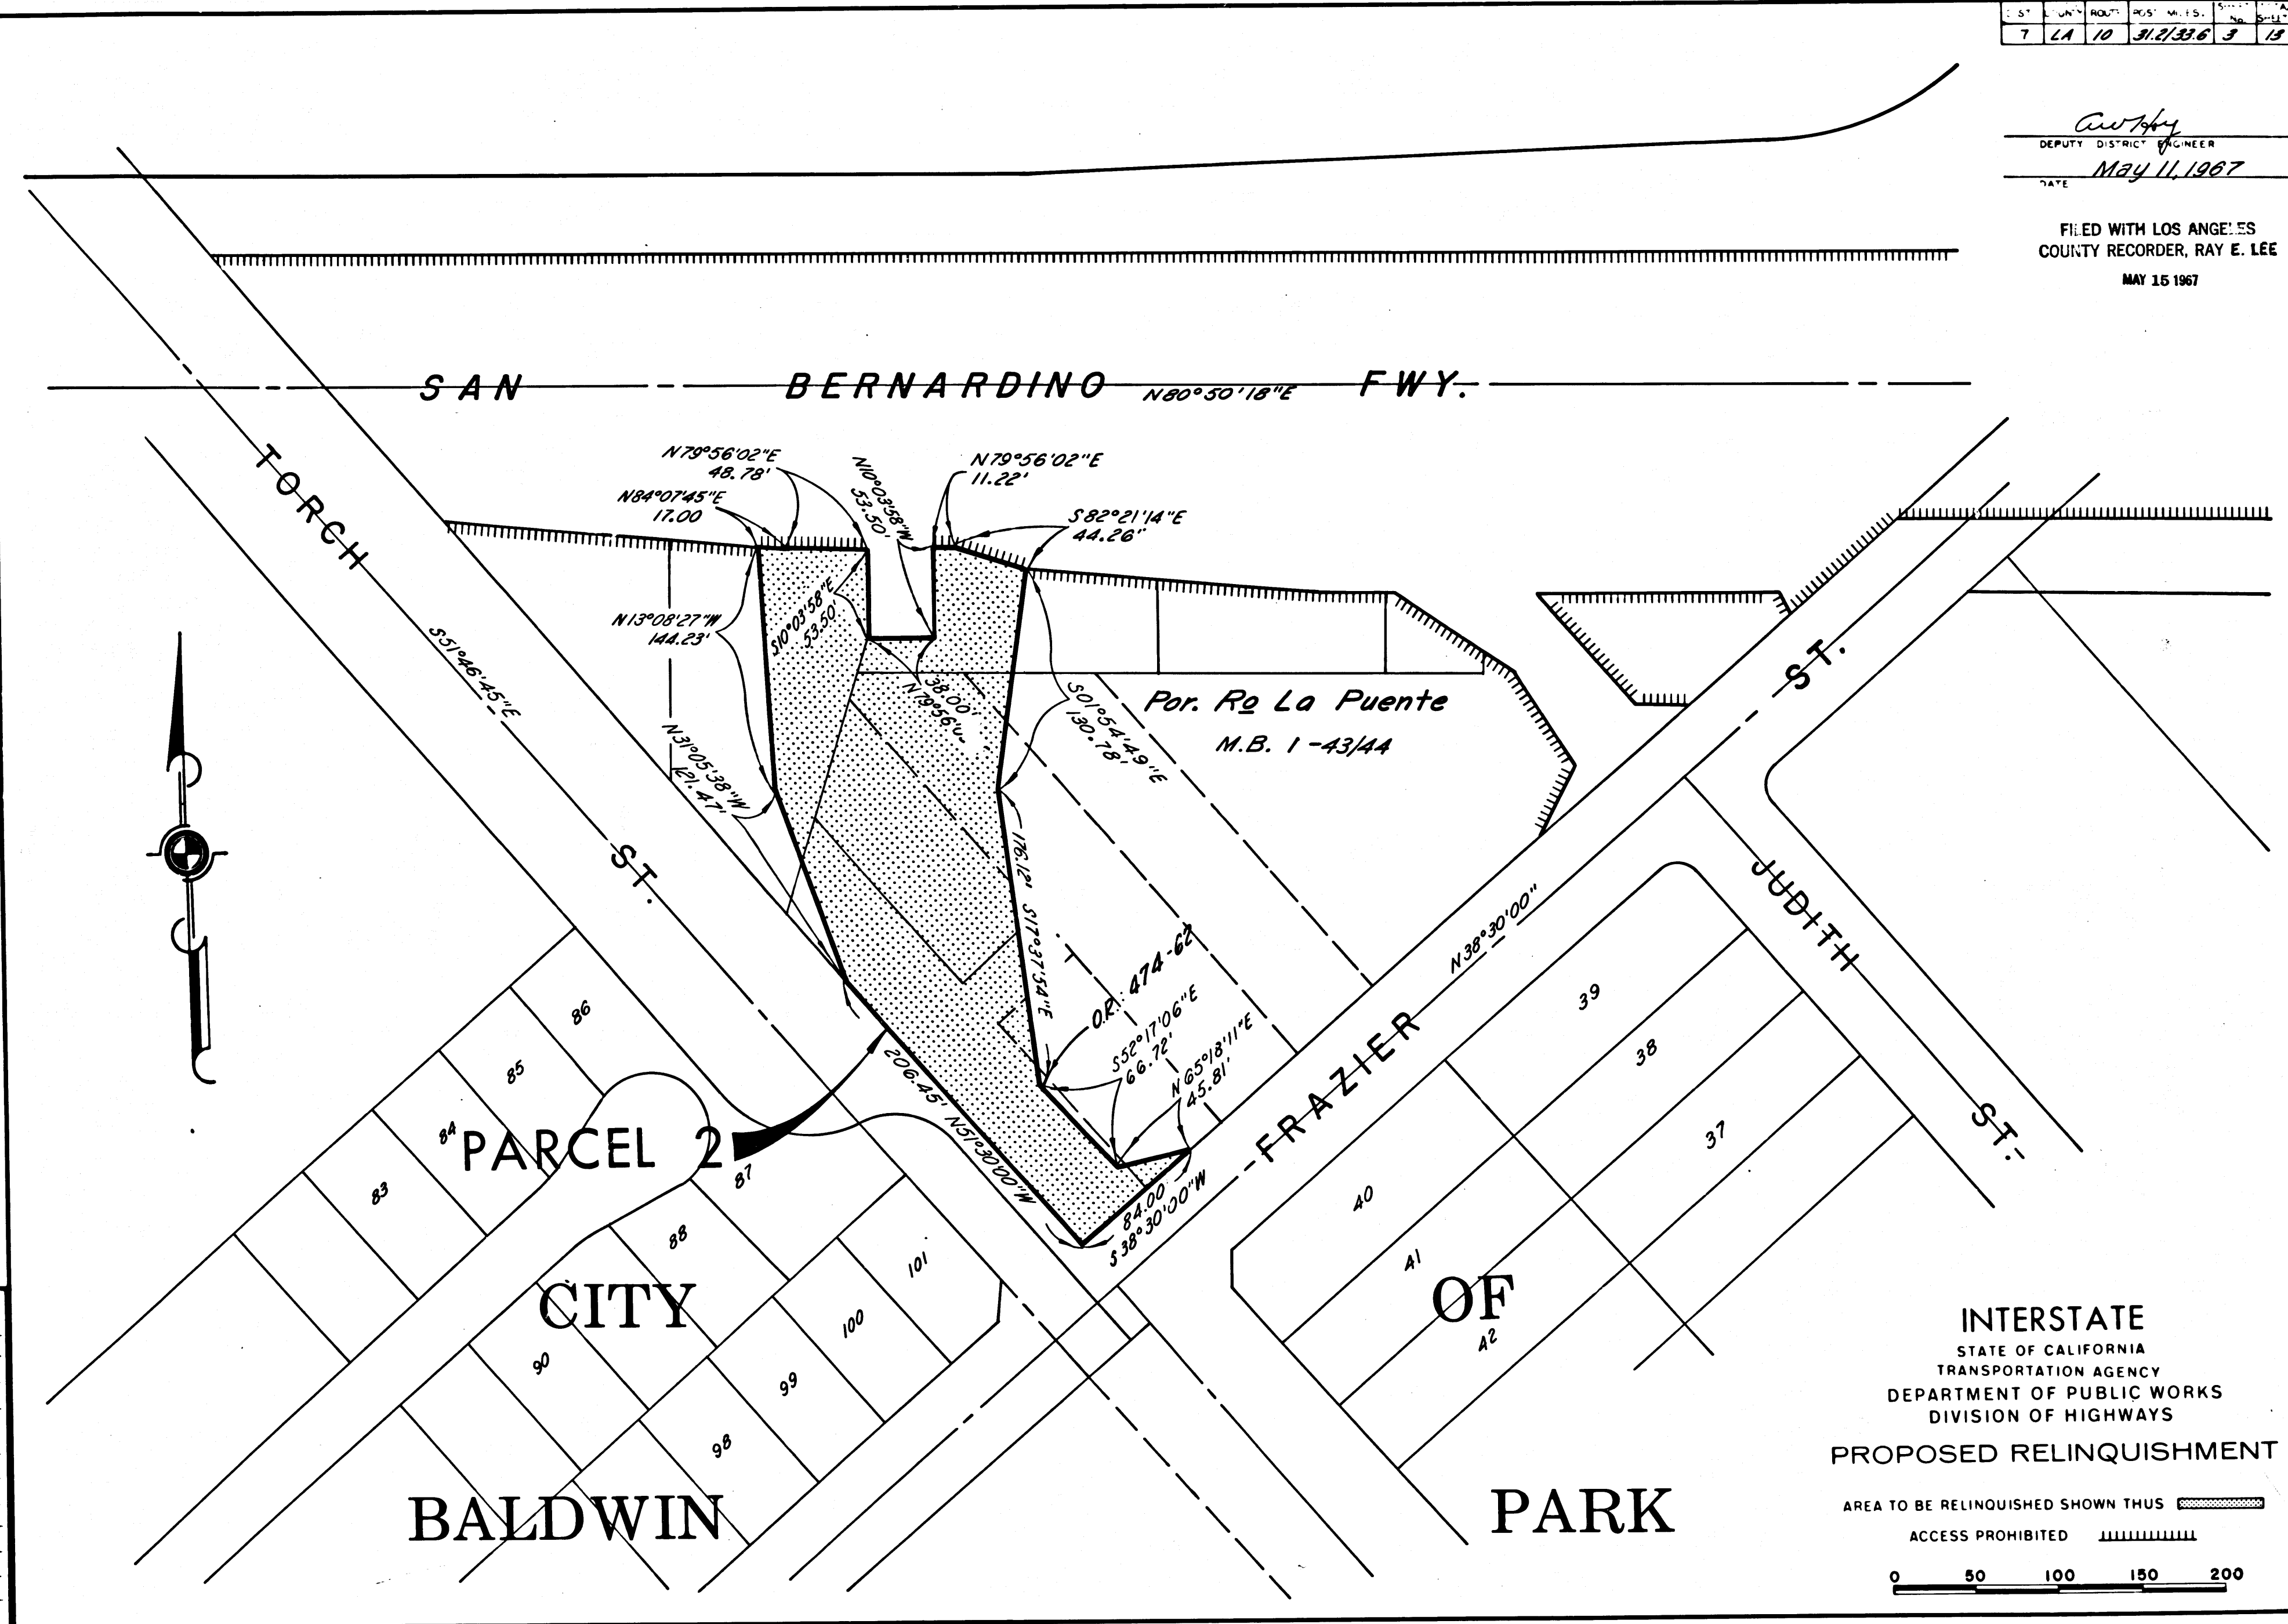 ROUTE
7 LA 10 31.2/33.6 3 13
DEPUTY DISTRICT ENGINEER
May 11, 1967
DATE
FILED WITH LOS ANGELES
COUNTY RECORDER, RAY E. LEE
MAY 15 1967
SAN BERNARDINO N80°50'18"E FWY.
TORCH ST.
S51°46'45"E
N79°56'02"E
48.78'
N84°07'45"E
17.00
N10°03'58"W
53.50'
N79°56'02"E
11.22'
S82°21'14"E
44.26"
N13°08'27"W
144.23'
S10°03'58"E
53.50'
38.00'
S01°54'49"E
130.78'
Por. Ro La Puente
M.B. 1-43/44
N31°05'38"W
121.47'
176.12' S17°37'54"E
O.R. 474-62
S52°17'06"E
66.72'
N65°18'11"E
45.81'
206.45' N51°30'00"W
84.00
S38°30'00"W
PARCEL 2
FRAZIER ST.
N38°30'00"
JUDITH ST.
86
85
84
83
87
88
90
101
100
99
98
39
38
37
40
41
42
CITY OF
BALDWIN PARK
INTERSTATE
STATE OF CALIFORNIA
TRANSPORTATION AGENCY
DEPARTMENT OF PUBLIC WORKS
DIVISION OF HIGHWAYS
PROPOSED RELINQUISHMENT
AREA TO BE RELINQUISHED SHOWN THUS
ACCESS PROHIBITED
0 50 100 150 200